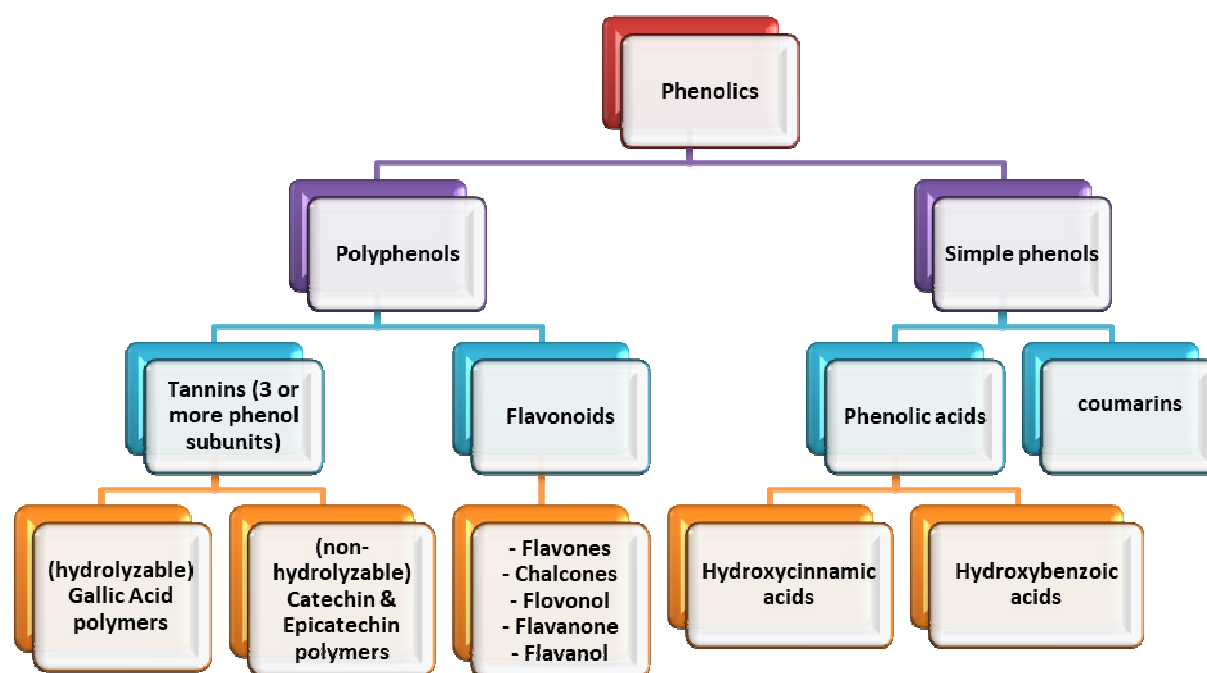 Phenolics
Polyphenols
Simple phenols
Tannins (3 or
more phenol
subunits)
Flavonoids
Phenolic acids
coumarins
(hydrolyzable)
Gallic Acid
polymers
(non-
hydrolyzable)
Catechin &
Epicatechin
polymers
- Flavones
- Chalcones
- Flovonol
- Flavanone
- Flavanol
Hydroxycinnamic
acids
Hydroxybenzoic
acids